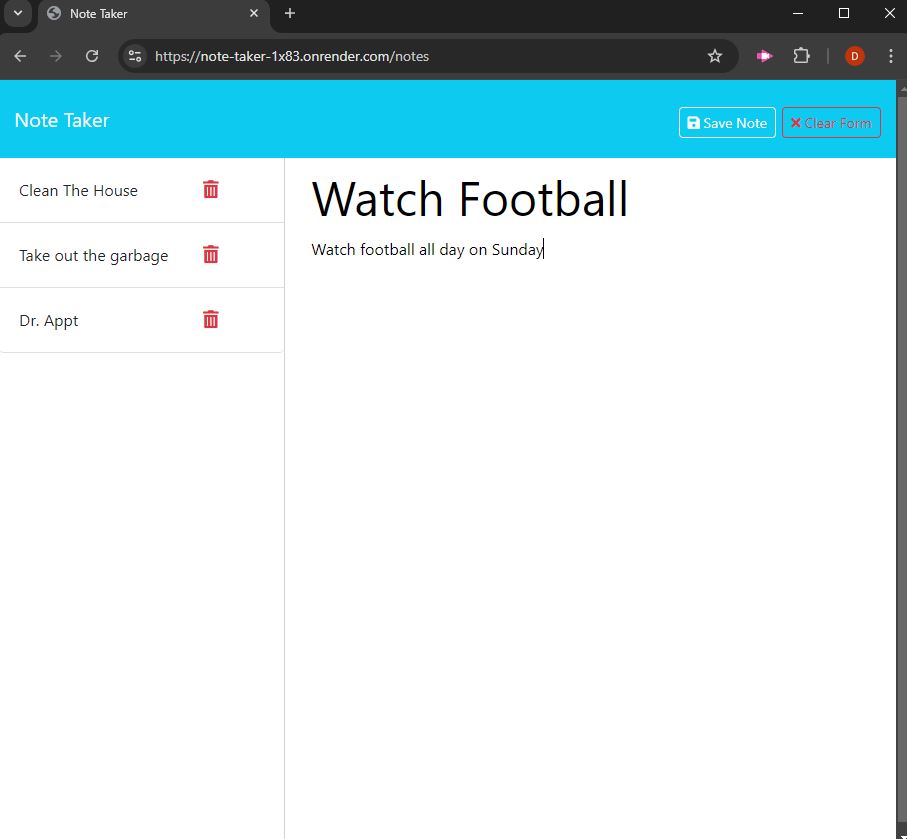 Note Taker
https://note-taker-1x83.onrender.com/notes
D
Note Taker
Save Note
Clear Form
Clean The House
Take out the garbage
Dr. Appt
Watch Football
Watch football all day on Sunday